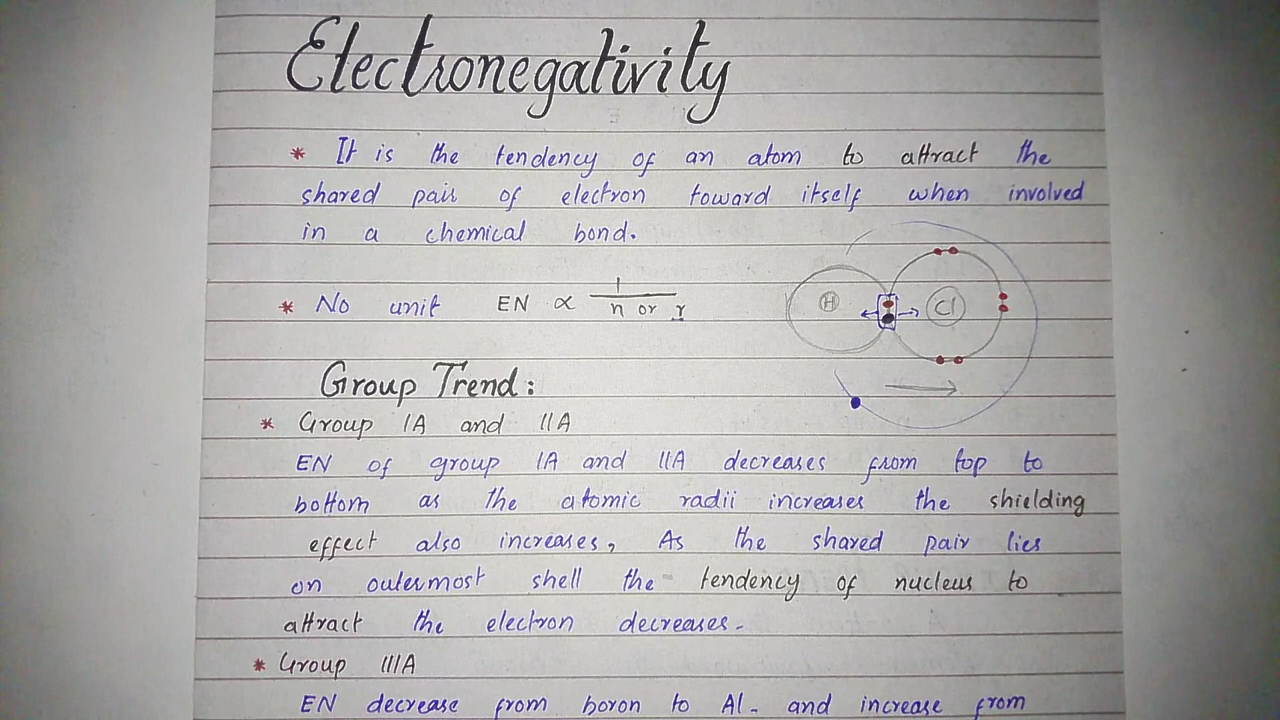 Electronegativity
* It is the tendency of an atom to attract the
shared pair of electron toward itself when involved
in a chemical bond.
* No unit EN ∝ 1/n or r
H Cl
Group Trend:
* Group IA and IIA
EN of group IA and IIA decreases from top to
bottom as the atomic radii increases the shielding
effect also increases, As the shared pair lies
on outermost shell the tendency of nucleus to
attract the electron decreases.
* Group IIIA
EN decrease from boron to Al - and increase from